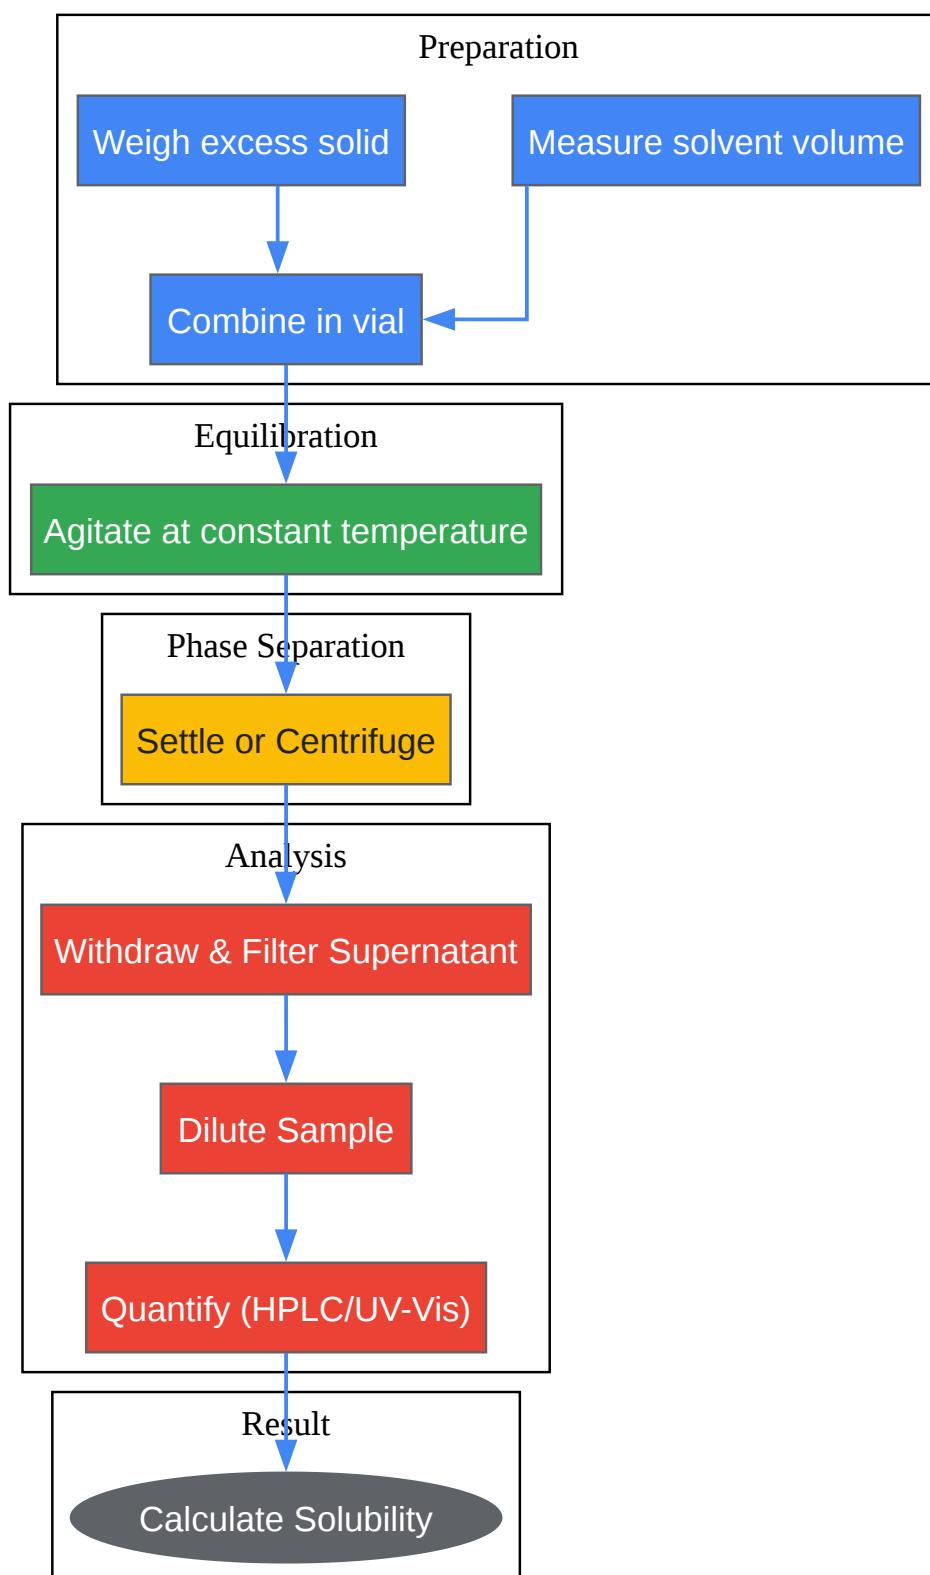 Preparation
Weigh excess solid
Measure solvent volume
Combine in vial
Equilibration
Agitate at constant temperature
Phase Separation
Settle or Centrifuge
Analysis
Withdraw & Filter Supernatant
Dilute Sample
Quantify (HPLC/UV-Vis)
Result
Calculate Solubility